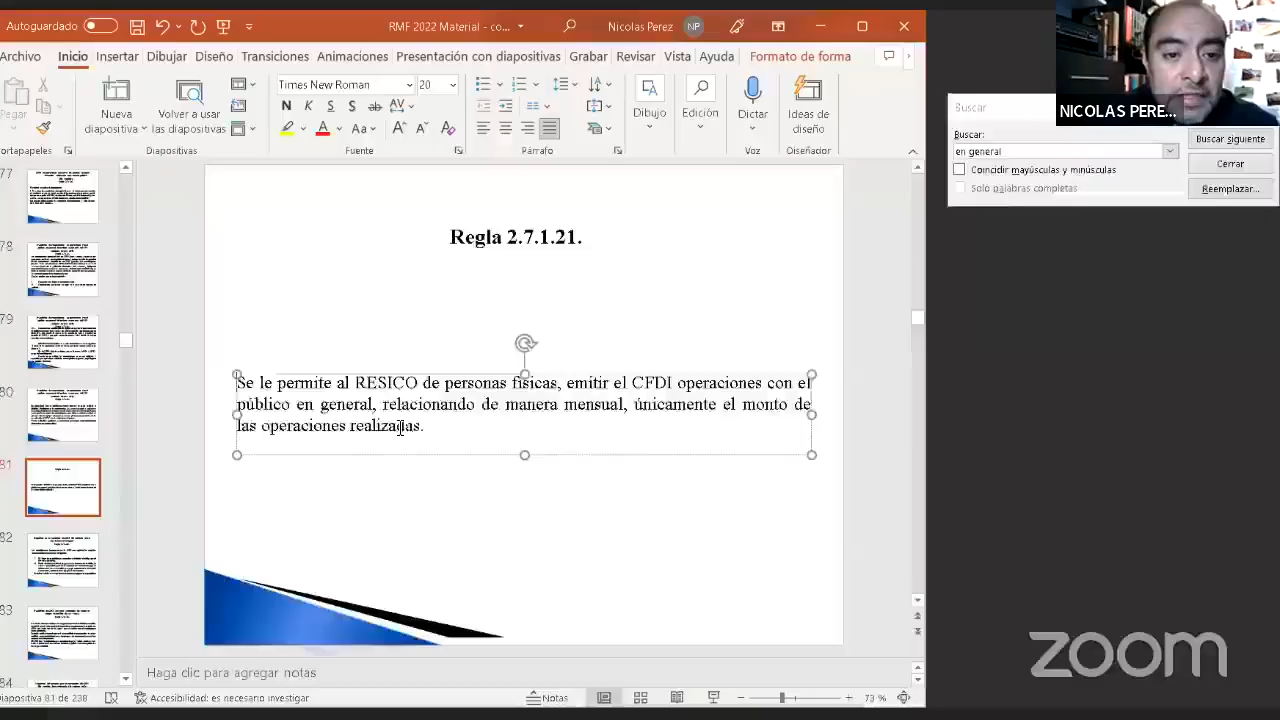 Autoguardado
RMF 2022 Material - co...
Nicolas Perez
NP
Archivo
Inicio
Insertar
Dibujar
Diseño
Transiciones
Animaciones
Presentación con diapositivas
Grabar
Revisar
Vista
Ayuda
Formato de forma
Pegar
Nueva
diapositiva
Volver a usar
las diapositivas
Times New Roman
20
N K S S ab AV
A Aa A A
Dibujo
Edición
Dictar
Ideas de
diseño
Portapapeles
Diapositivas
Fuente
Párrafo
Voz
Diseñador
NICOLAS PERE...
Buscar
Buscar:
en general
Coincidir mayúsculas y minúsculas
Solo palabras completas
Buscar siguiente
Cerrar
Reemplazar...
77
78
79
80
81
82
83
84
Regla 2.7.1.21.
Se le permite al RESICO de personas físicas, emitir el CFDI operaciones con el
público en general, relacionando de manera mensual, únicamente el monto de
las operaciones realizadas.
Haga clic para agregar notas
Diapositiva 81 de 238
Accesibilidad: es necesario investigar
Notas
73 %
zoom